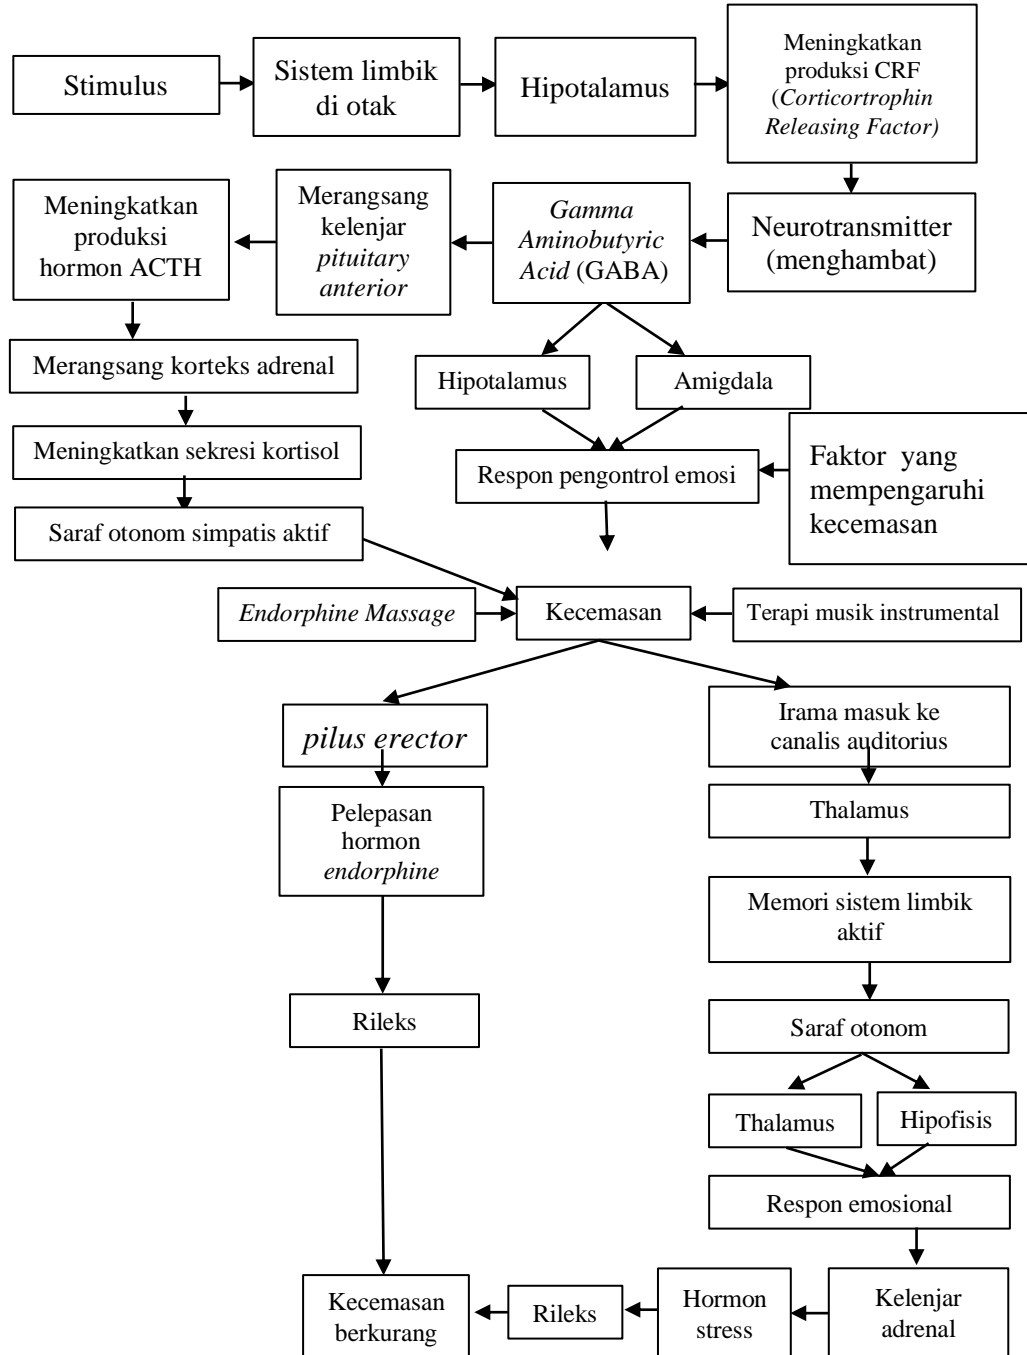 Stimulus
Sistem limbik
di otak
Hipotalamus
Meningkatkan
produksi CRF
(Corticortrophin
Releasing Factor)
Meningkatkan
produksi
hormon ACTH
Merangsang
kelenjar
pituitary
anterior
Gamma
Aminobutyric
Acid (GABA)
Neurotransmitter
(menghambat)
Merangsang korteks adrenal
Hipotalamus
Amigdala
Meningkatkan sekresi kortisol
Respon pengontrol emosi
Faktor yang
mempengaruhi
kecemasan
Saraf otonom simpatis aktif
Endorphine Massage
Kecemasan
Terapi musik instrumental
pilus erector
Irama masuk ke
canalis auditorius
Pelepasan
hormon
endorphine
Thalamus
Memori sistem limbik
aktif
Rileks
Saraf otonom
Thalamus
Hipofisis
Respon emosional
Kecemasan
berkurang
Rileks
Hormon
stress
Kelenjar
adrenal